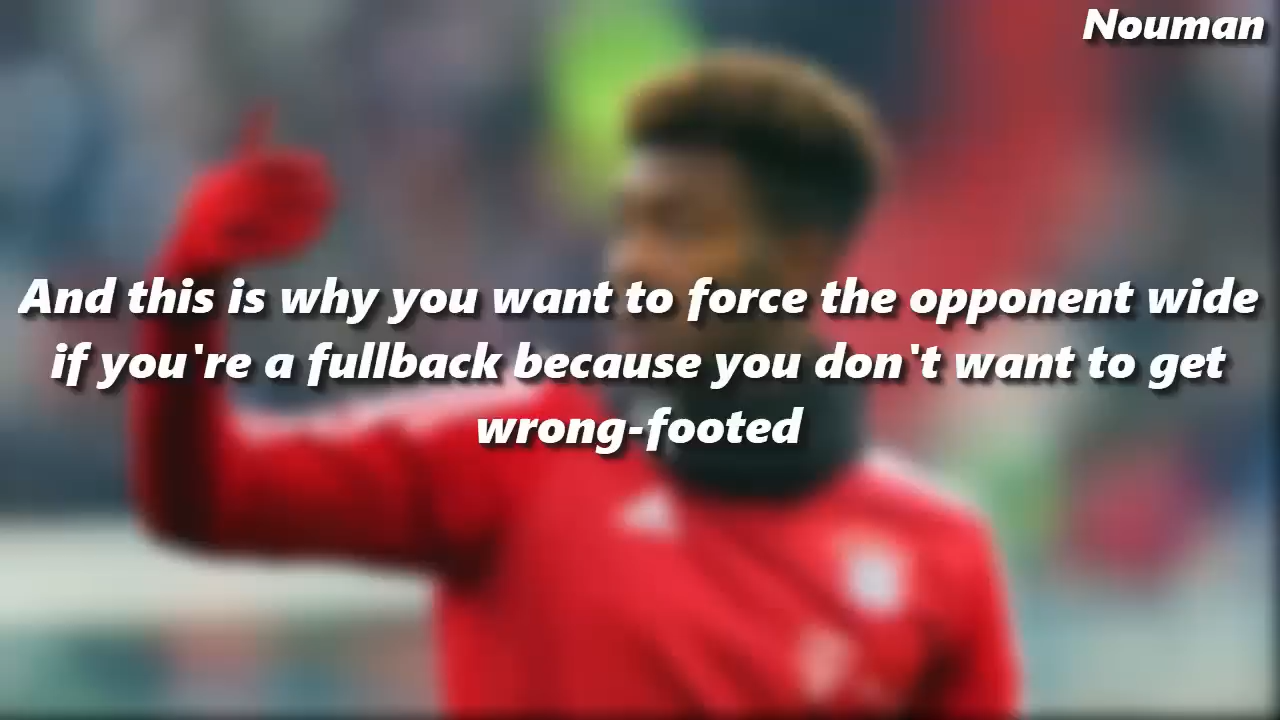 Nouman
And this is why you want to force the opponent wide
if you're a fullback because you don't want to get
wrong-footed